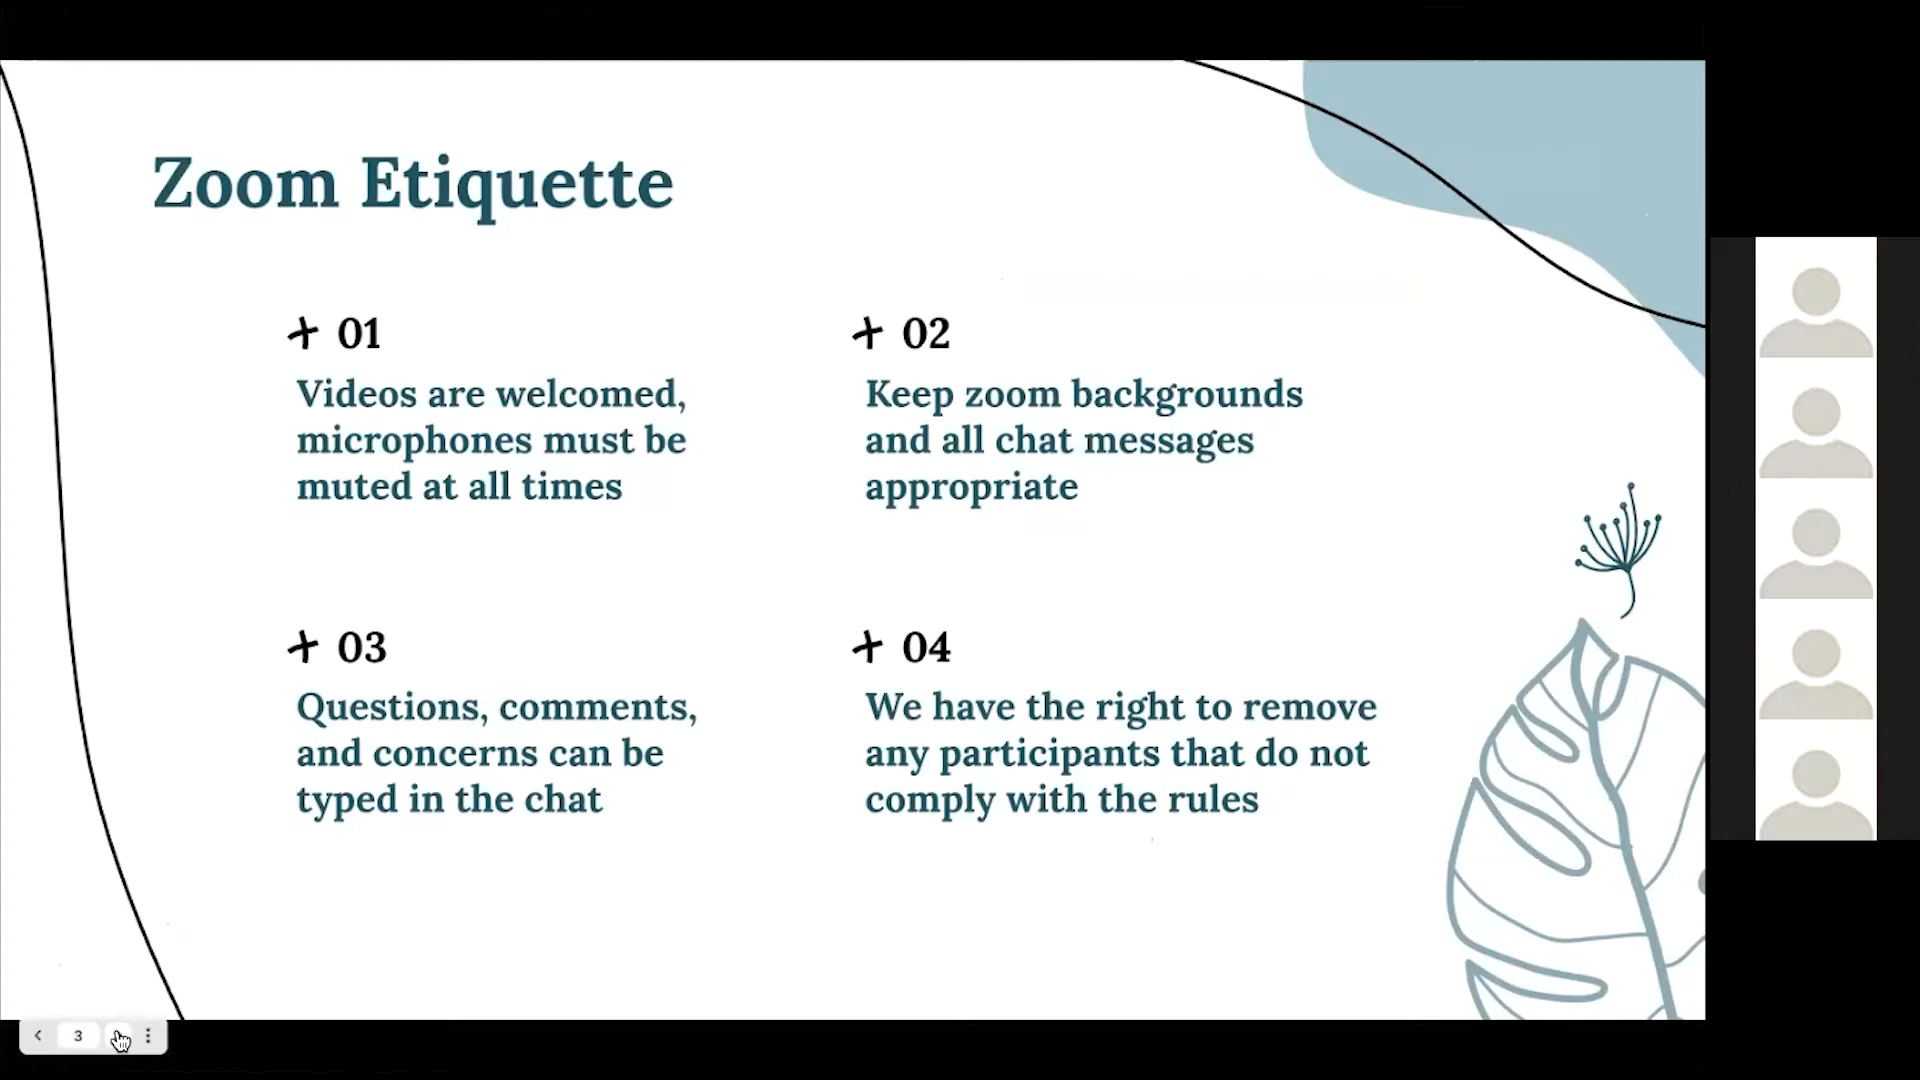 Zoom Etiquette
01
Videos are welcomed,
microphones must be
muted at all times
02
Keep zoom backgrounds
and all chat messages
appropriate
03
Questions, comments,
and concerns can be
typed in the chat
04
We have the right to remove
any participants that do not
comply with the rules
3